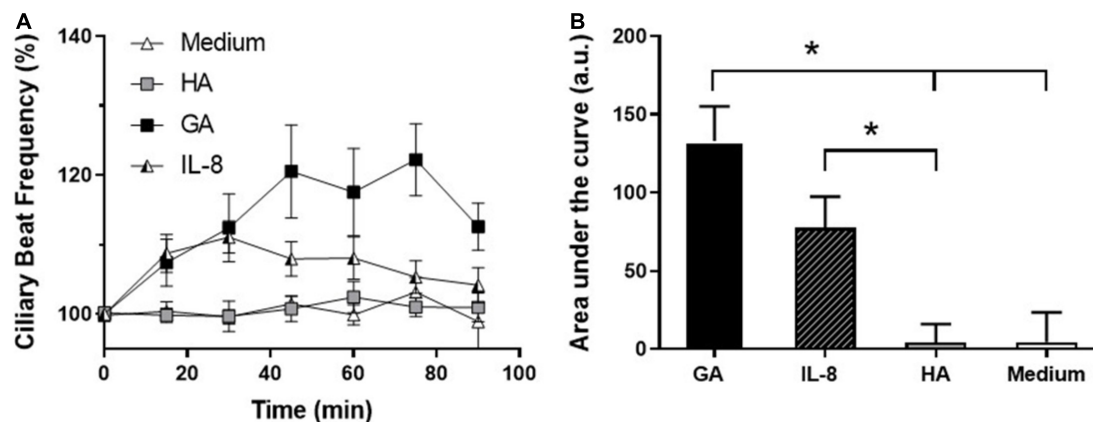 A
Ciliary Beat Frequency (%)
140
120
100
Medium
HA
GA
IL-8
0 20 40 60 80 100
Time (min)
B
Area under the curve (a.u.)
200
150
100
50
0
*
*
GA IL-8 HA Medium